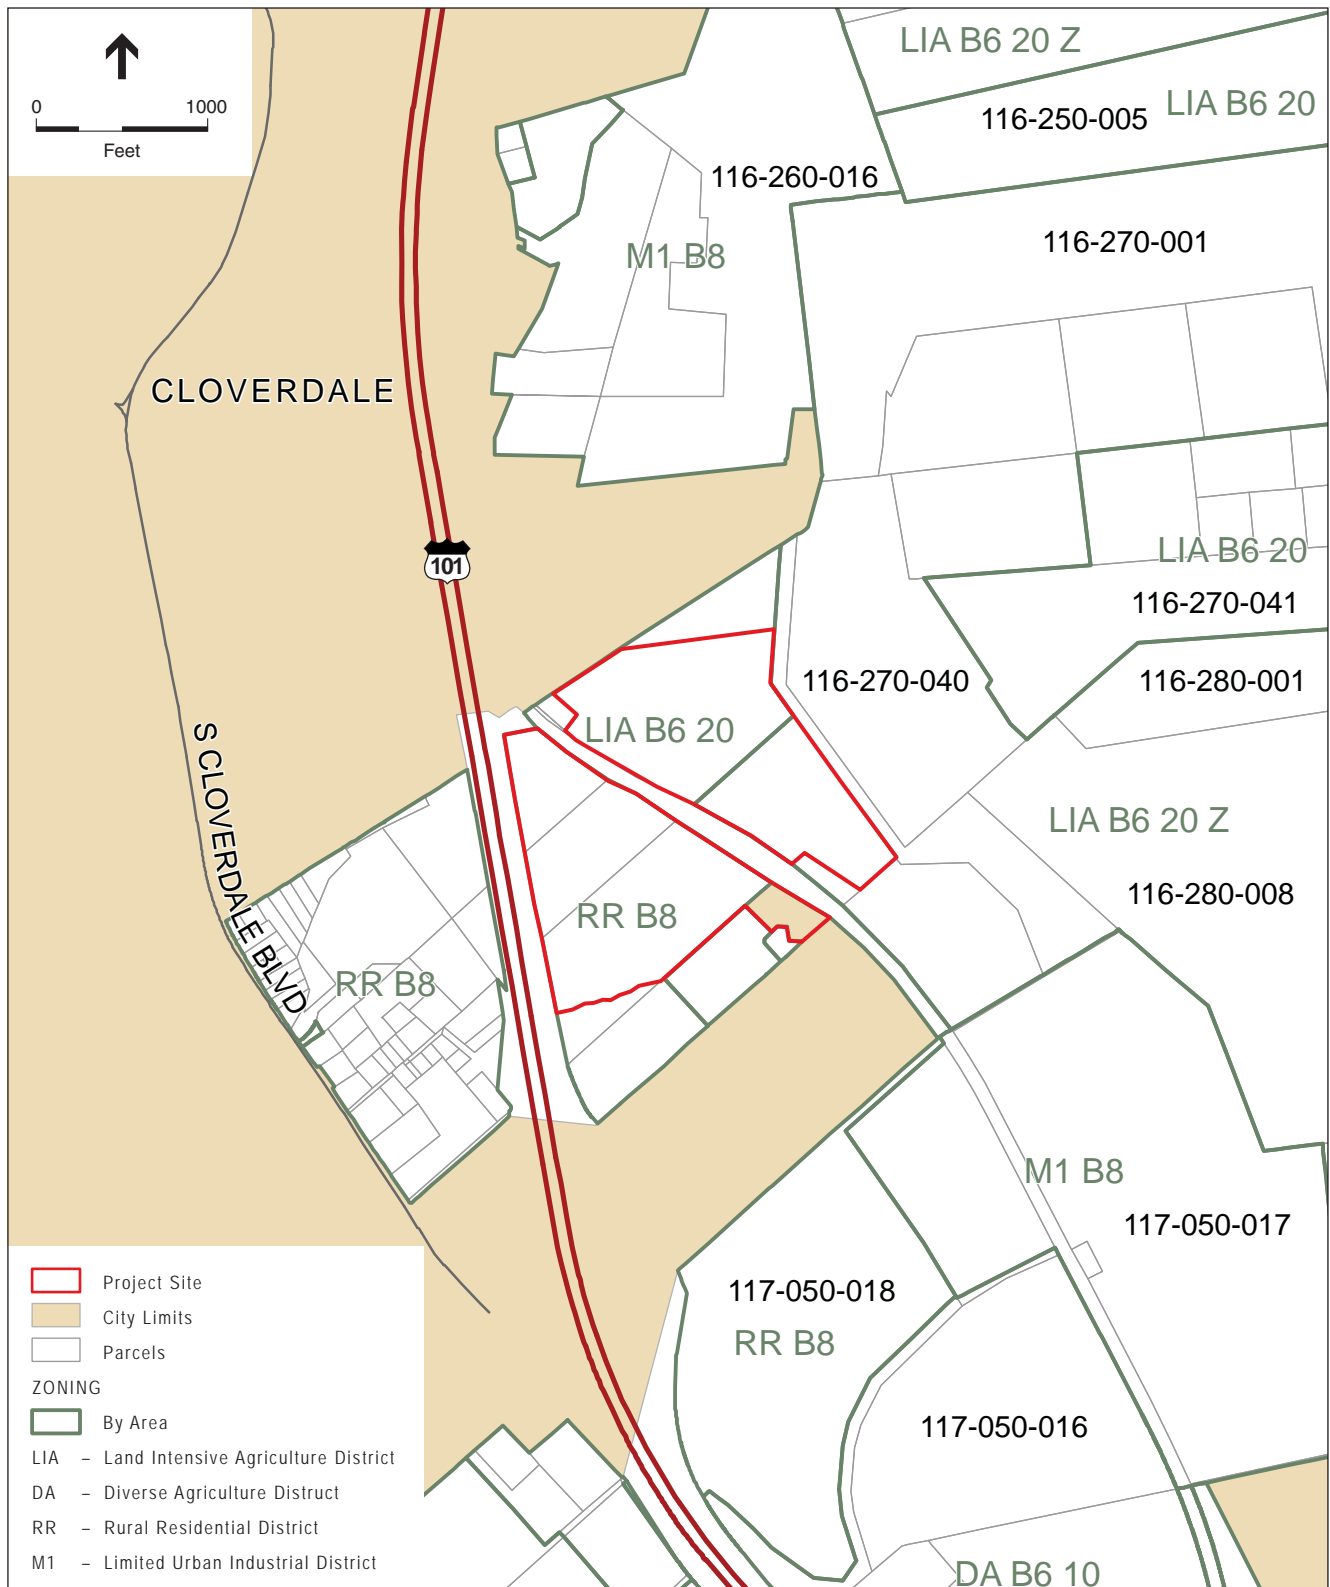 0 1000
Feet
LIA B6 20 Z
116-250-005
LIA B6 20
116-260-016
116-270-001
M1 B8
CLOVERDALE
101
LIA B6 20
116-270-041
116-270-040
116-280-001
LIA B6 20
S CLOVERDALE BLVD
LIA B6 20 Z
116-280-008
RR B8
RR B8
M1 B8
117-050-017
117-050-018
RR B8
117-050-016
DA B6 10
Project Site
City Limits
Parcels
ZONING
By Area
LIA – Land Intensive Agriculture District
DA – Diverse Agriculture Distruct
RR – Rural Residential District
M1 – Limited Urban Industrial District